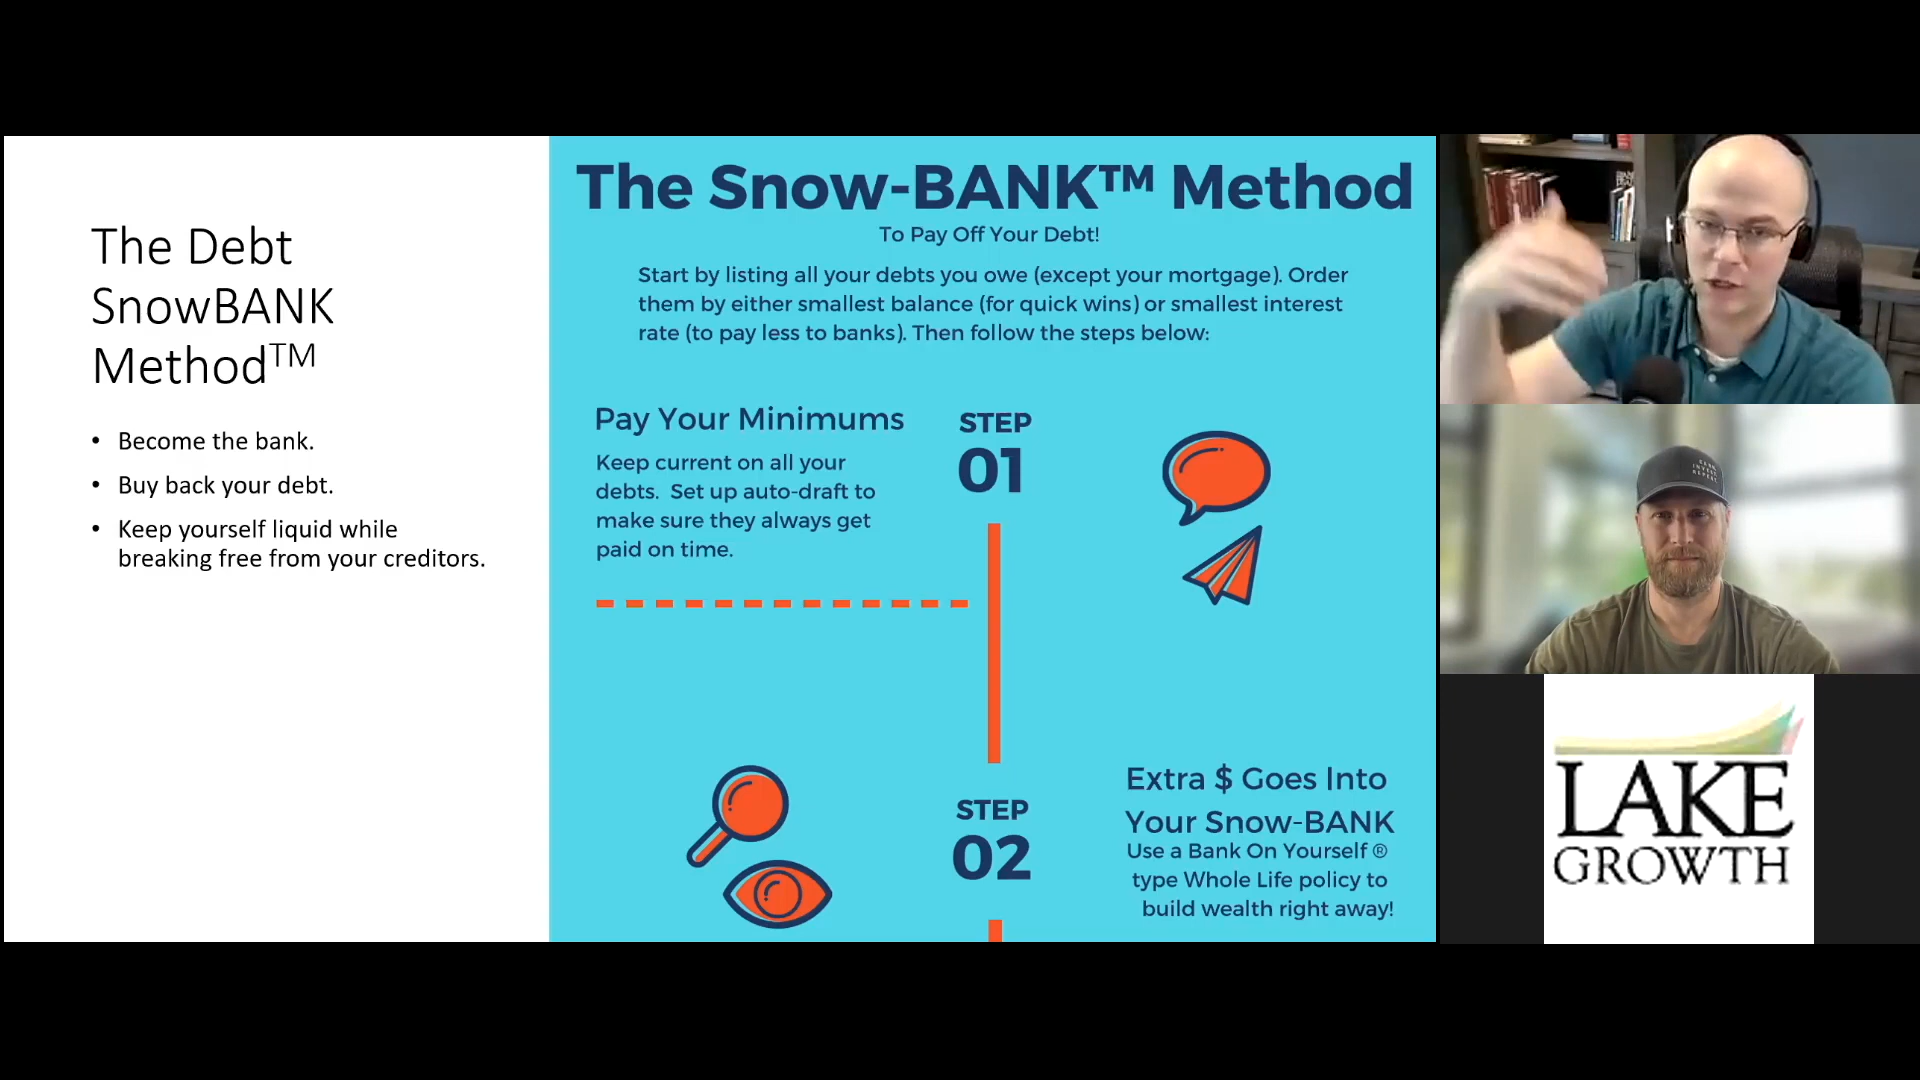 The Debt
SnowBANK
Method™
• Become the bank.
• Buy back your debt.
• Keep yourself liquid while
breaking free from your creditors.
The Snow-BANK™ Method
To Pay Off Your Debt!
Start by listing all your debts you owe (except your mortgage). Order
them by either smallest balance (for quick wins) or smallest interest
rate (to pay less to banks). Then follow the steps below:
Pay Your Minimums
Keep current on all your
debts. Set up auto-draft to
make sure they always get
paid on time.
STEP
01
STEP
02
Extra $ Goes Into
Your Snow-BANK
Use a Bank On Yourself ®
type Whole Life policy to
build wealth right away!
LAKE
GROWTH